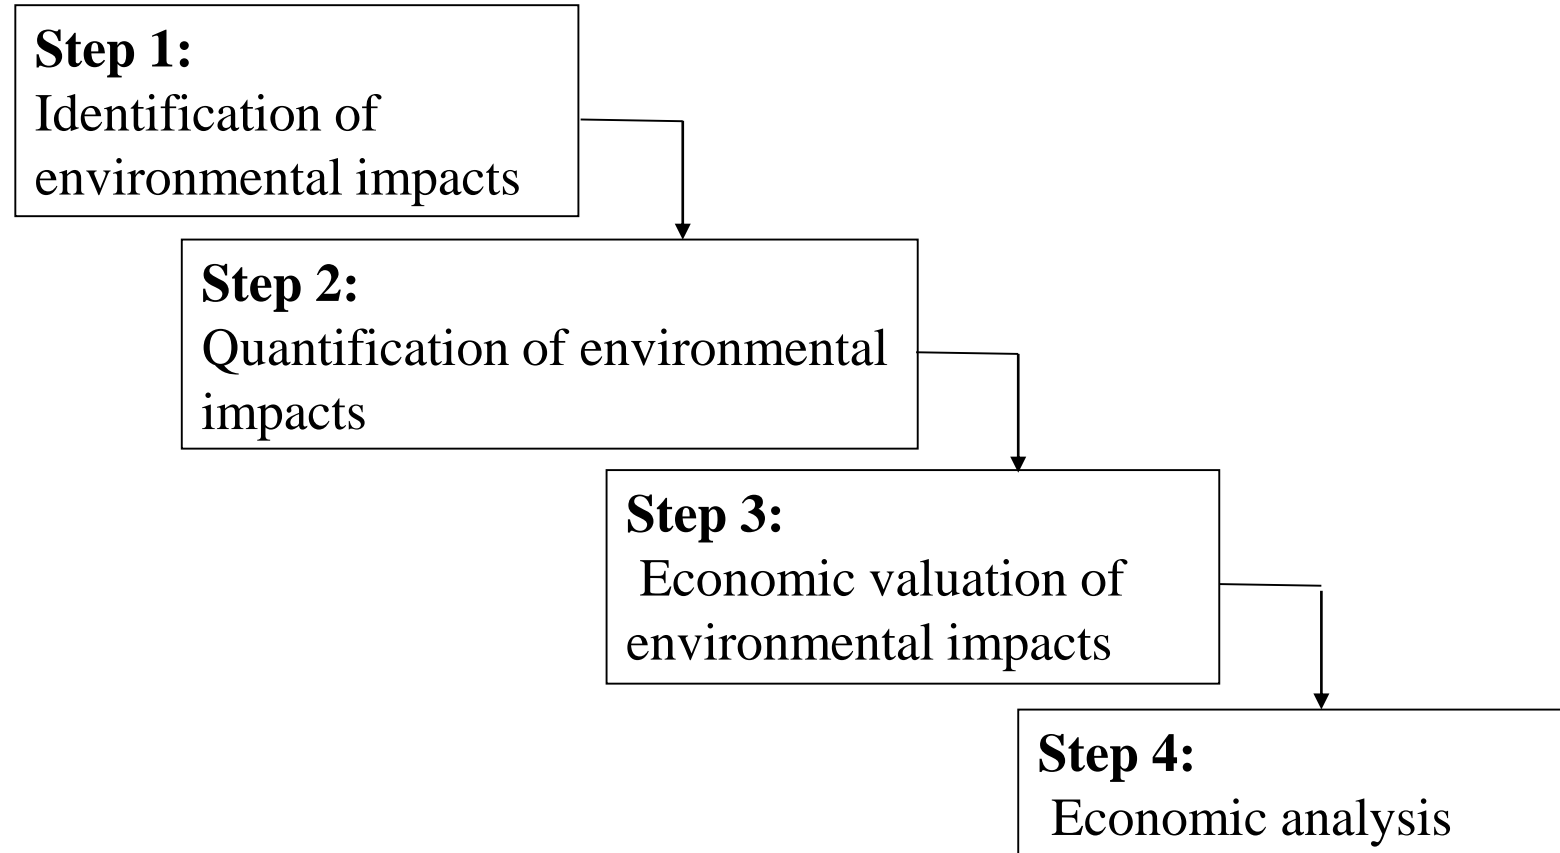 Step 1:
Identification of
environmental impacts
Step 2:
Quantification of environmental
impacts
Step 3:
Economic valuation of
environmental impacts
Step 4:
Economic analysis